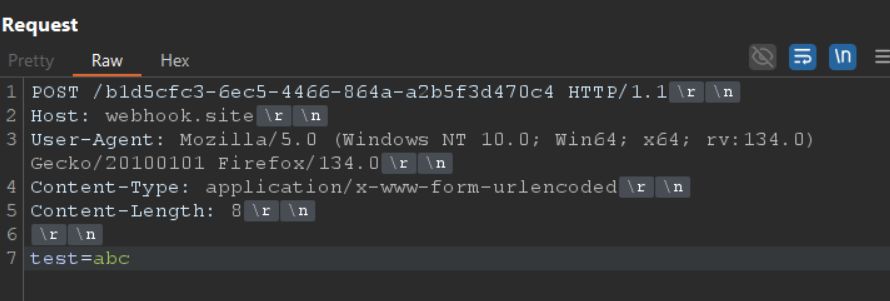 Request
Pretty Raw Hex \n
1 POST /b1d5cfc3-6ec5-4466-864a-a2b5f3d470c4 HTTP/1.1 \r \n
2 Host: webhook.site \r \n
3 User-Agent: Mozilla/5.0 (Windows NT 10.0; Win64; x64; rv:134.0)
Gecko/20100101 Firefox/134.0 \r \n
4 Content-Type: application/x-www-form-urlencoded \r \n
5 Content-Length: 8 \r \n
6 \r \n
7 test=abc